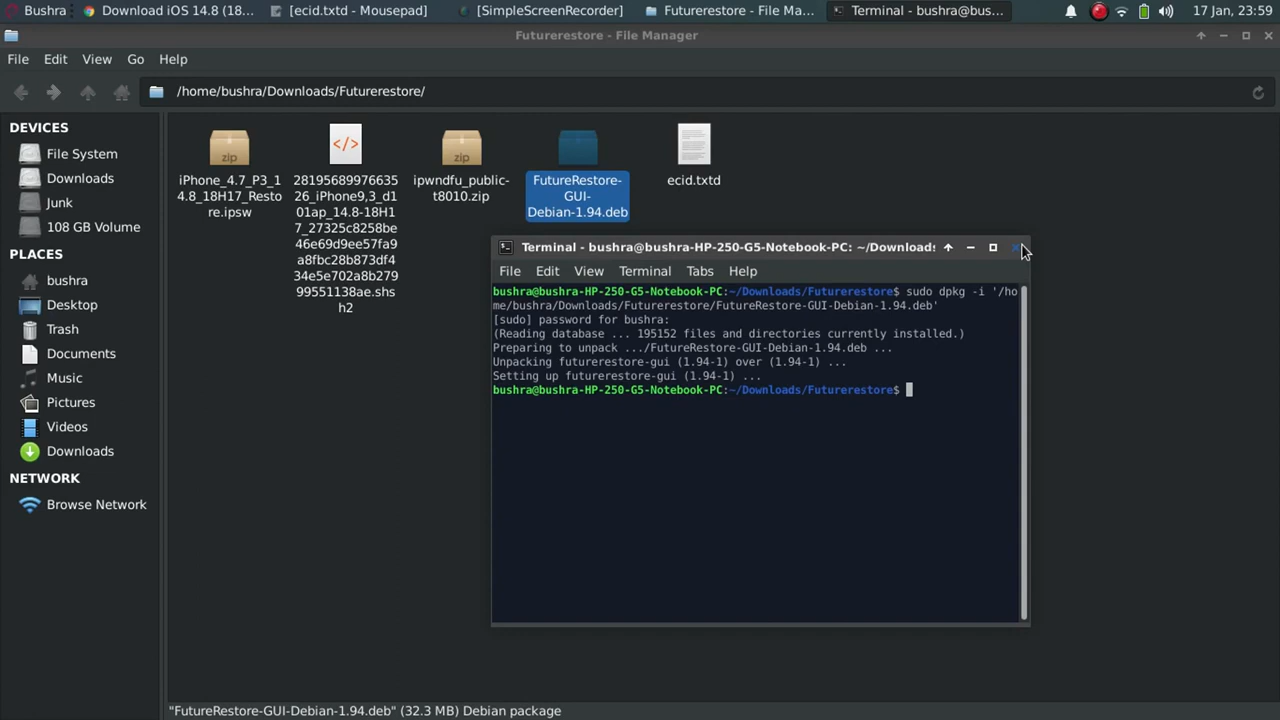 Bushra
Download iOS 14.8 (18...
[ecid.txtd - Mousepad]
[SimpleScreenRecorder]
Futurerestore - File Ma...
Terminal - bushra@bus...
17 Jan, 23:59
Futurerestore - File Manager
File Edit View Go Help
/home/bushra/Downloads/Futurerestore/
DEVICES
File System
Downloads
Junk
108 GB Volume
PLACES
bushra
Desktop
Trash
Documents
Music
Pictures
Videos
Downloads
NETWORK
Browse Network
zip
iPhone_4.7_P3_1
4.8_18H17_Resto
re.ipsw
</>
28195689976635
26_iPhone9,3_d1
01ap_14.8-18H1
7_27325c8258be
46e69d9ee57fa9
a8fbc28b873df4
34e5e702a8b279
99551138ae.shs
h2
zip
ipwndfu_public-
t8010.zip
FutureRestore-
GUI-
Debian-1.94.deb
ecid.txtd
Terminal - bushra@bushra-HP-250-G5-Notebook-PC: ~/Downloads
File Edit View Terminal Tabs Help
bushra@bushra-HP-250-G5-Notebook-PC:~/Downloads/Futurerestore$ sudo dpkg -i '/ho
me/bushra/Downloads/Futurerestore/FutureRestore-GUI-Debian-1.94.deb'
[sudo] password for bushra:
(Reading database ... 195152 files and directories currently installed.)
Preparing to unpack .../FutureRestore-GUI-Debian-1.94.deb ...
Unpacking futurerestore-gui (1.94-1) over (1.94-1) ...
Setting up futurerestore-gui (1.94-1) ...
bushra@bushra-HP-250-G5-Notebook-PC:~/Downloads/Futurerestore$
"FutureRestore-GUI-Debian-1.94.deb" (32.3 MB) Debian package